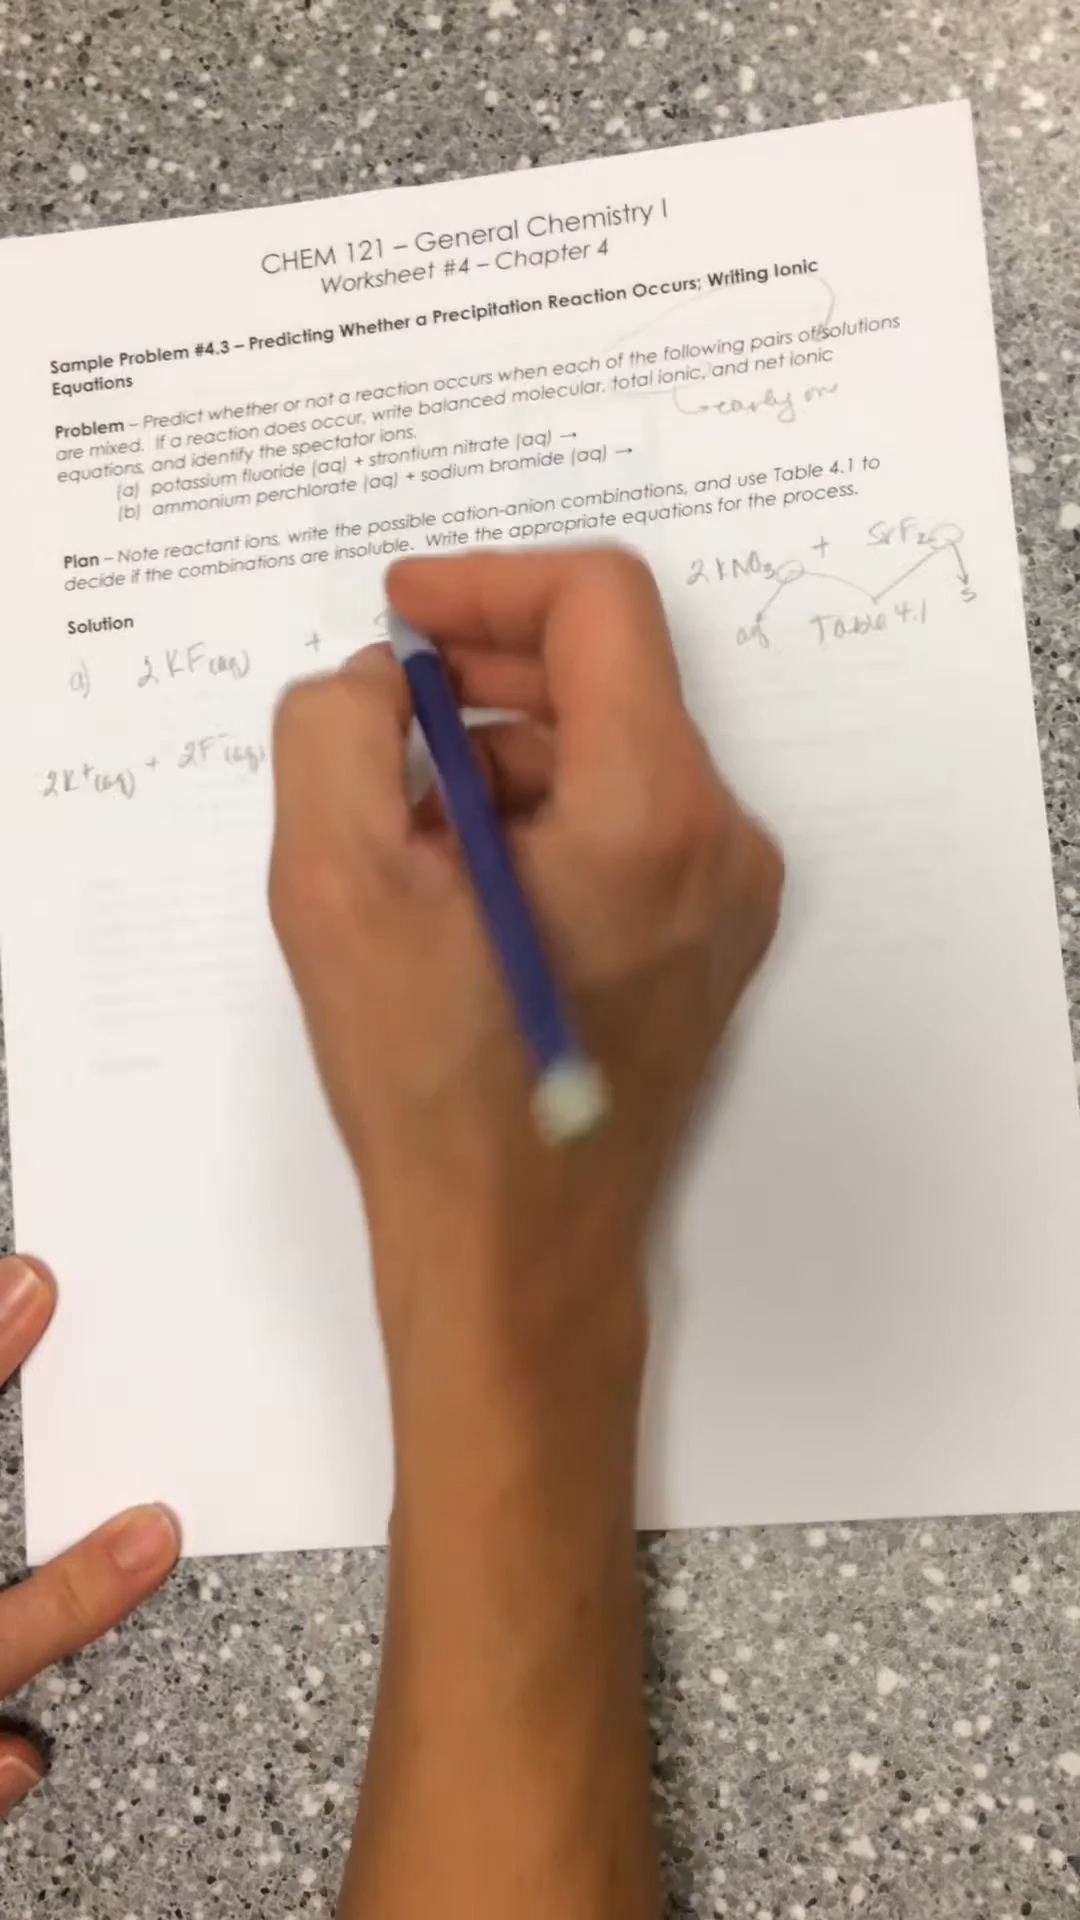 CHEM 121 – General Chemistry I
Worksheet #4 – Chapter 4
Sample Problem #4.3 – Predicting Whether a Precipitation Reaction Occurs; Writing Ionic
Equations
Problem – Predict whether or not a reaction occurs when each of the following pairs of solutions
are mixed. If a reaction does occur, write balanced molecular, total ionic, and net ionic
equations, and identify the spectator ions.
early on
(a) potassium fluoride (aq) + strontium nitrate (aq) →
(b) ammonium perchlorate (aq) + sodium bromide (aq) →
Plan – Note reactant ions, write the possible cation-anion combinations, and use Table 4.1 to
decide if the combinations are insoluble. Write the appropriate equations for the process.
Solution
a) 2KF(aq) + S 2KNO3 + SrF2
aq Table 4.1 s
2K+(aq) + 2F-(aq)